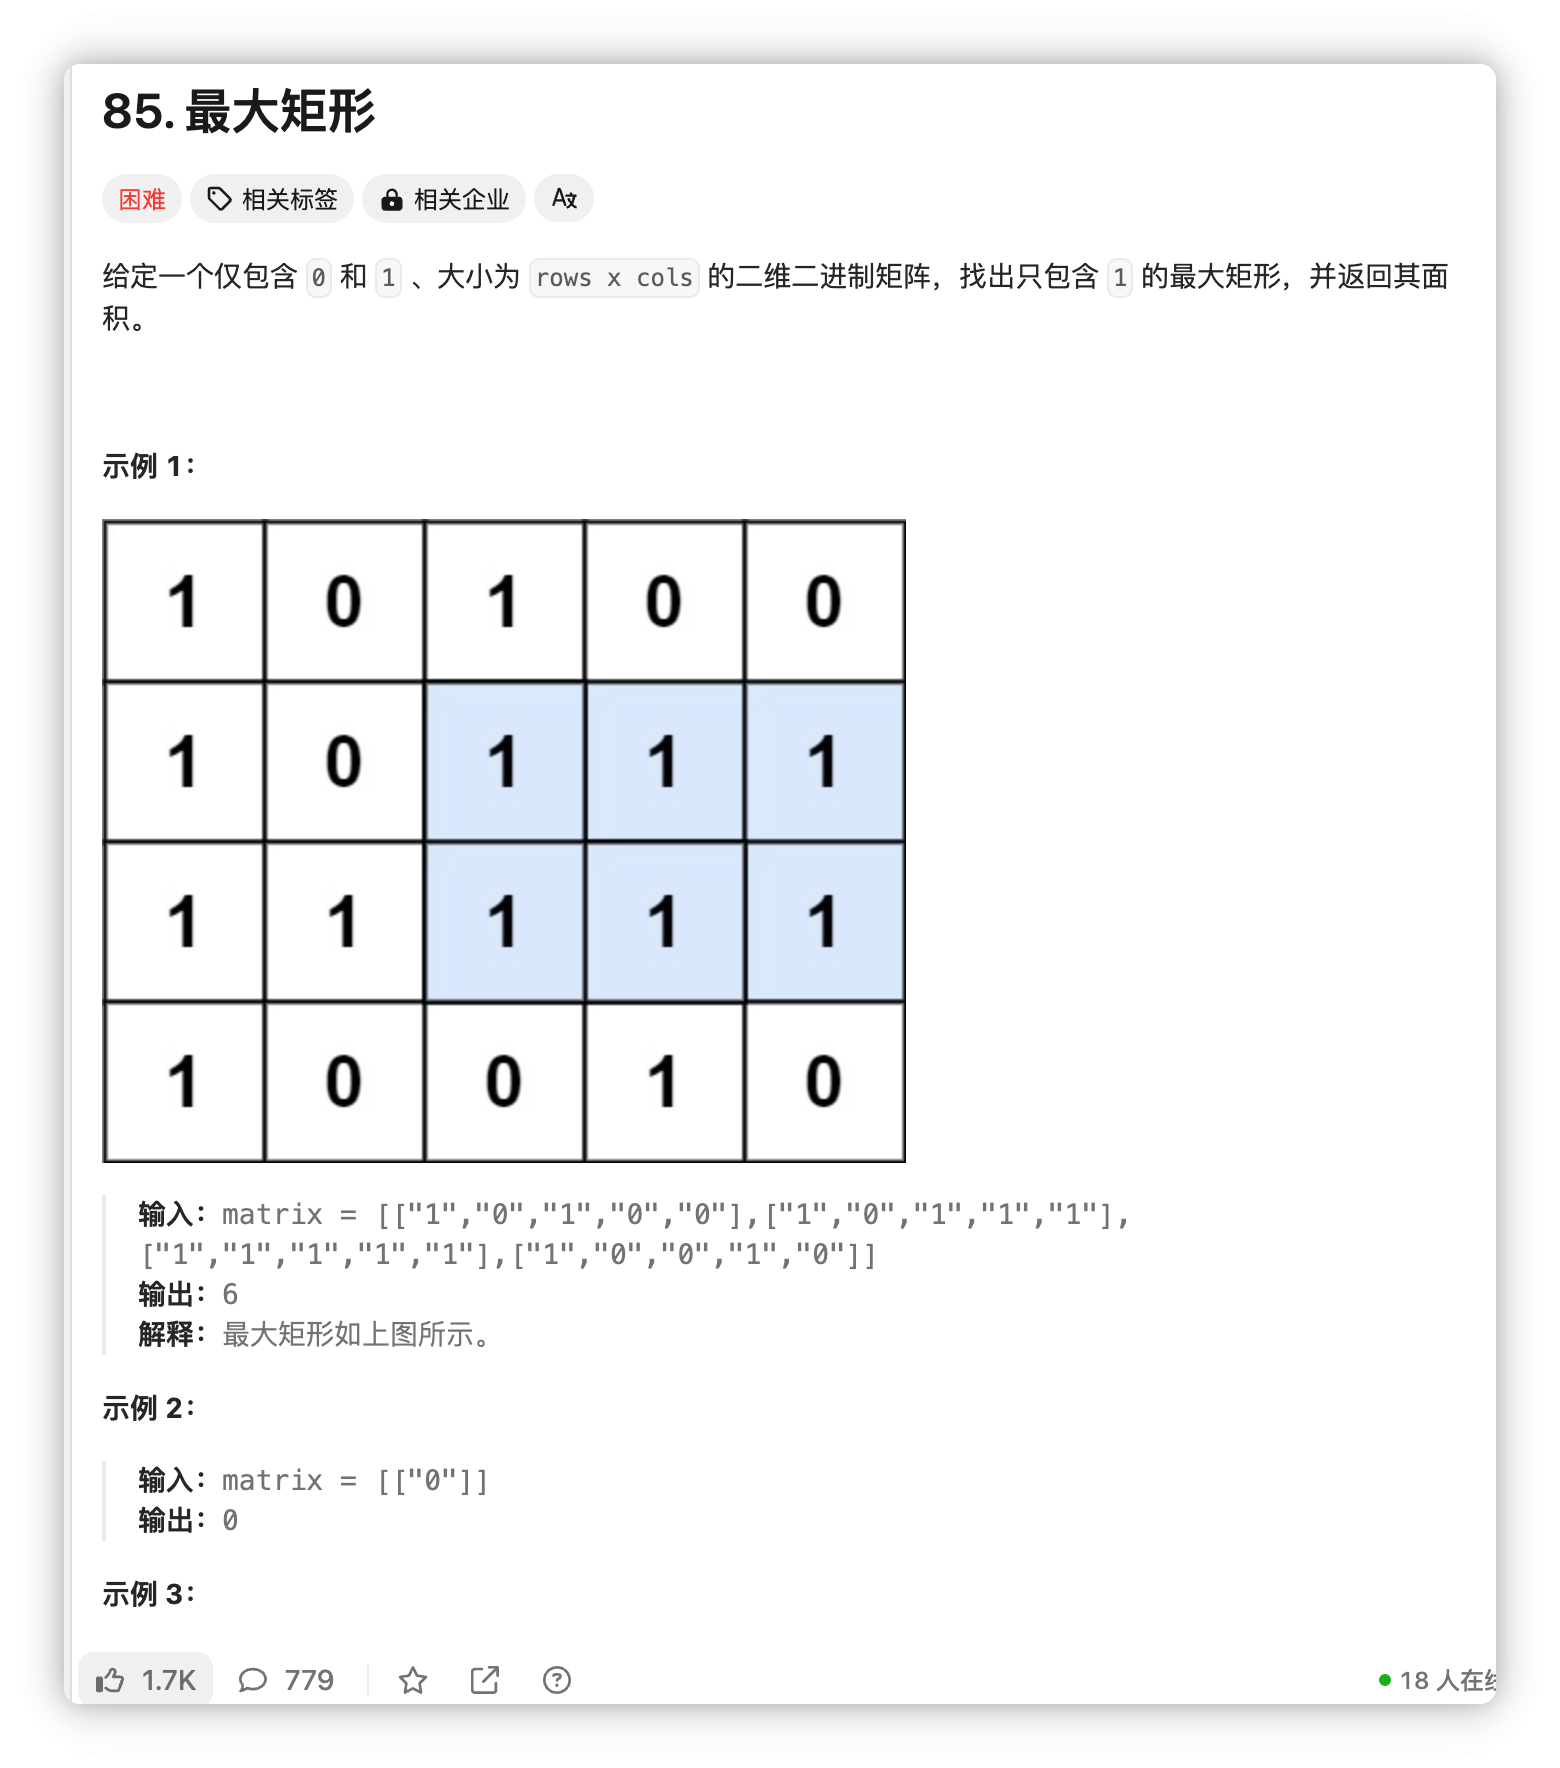 85. 最大矩形
困难 相关标签 相关企业
给定一个仅包含 0 和 1 、大小为 rows x cols 的二维二进制矩阵，找出只包含 1 的最大矩形，并返回其面
积。
示例 1：
1 0 1 0 0
1 0 1 1 1
1 1 1 1 1
1 0 0 1 0
输入：matrix = [["1","0","1","0","0"],["1","0","1","1","1"],
["1","1","1","1","1"],["1","0","0","1","0"]]
输出：6
解释：最大矩形如上图所示。
示例 2：
输入：matrix = [["0"]]
输出：0
示例 3：
1.7K 779 18 人在